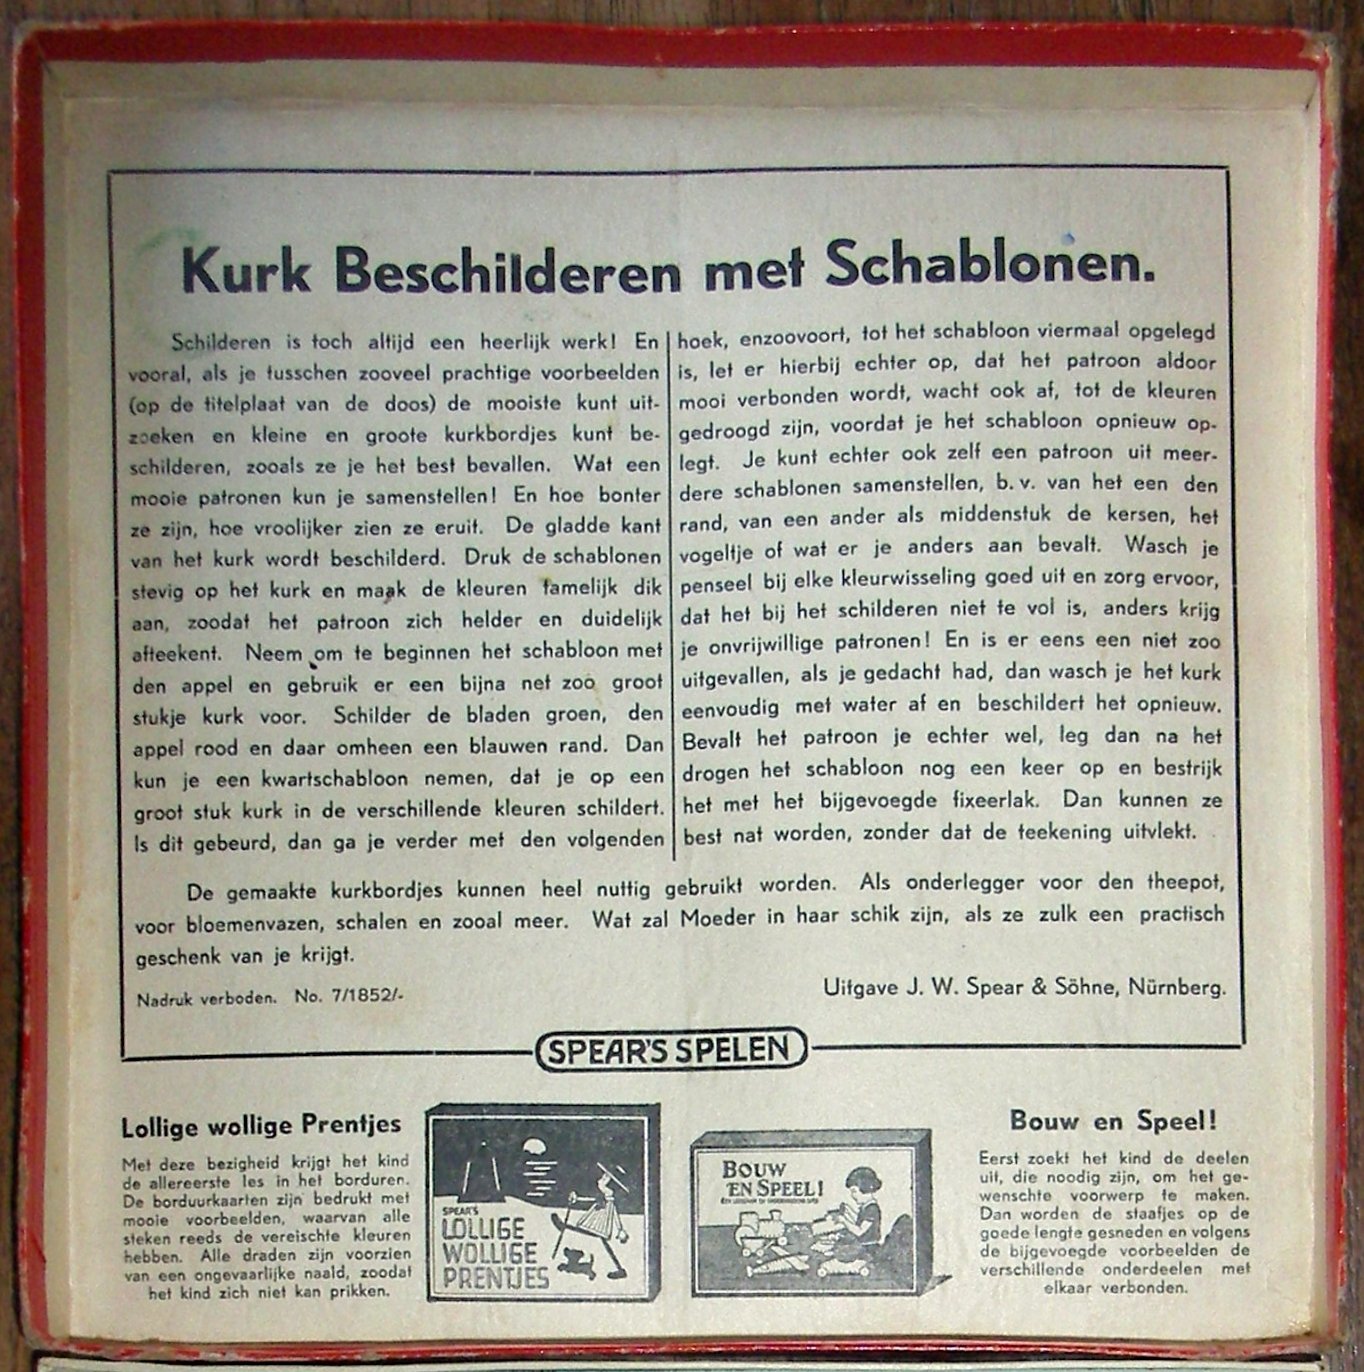 Kurk Beschilderen met Schablonen.
Schilderen is toch altijd een heerlijk werk! En
vooral, als je tusschen zooveel prachtige voorbeelden
(op de titelplaat van de doos) de mooiste kunt uit-
zoeken en kleine en groote kurkbordjes kunt be-
schilderen, zooals ze je het best bevallen. Wat een
mooie patronen kun je samenstellen! En hoe bonter
ze zijn, hoe vroolijker zien ze eruit. De gladde kant
van het kurk wordt beschilderd. Druk de schablonen
stevig op het kurk en maak de kleuren tamelijk dik
aan, zoodat het patroon zich helder en duidelijk
afteekent. Neem om te beginnen het schabloon met
den appel en gebruik er een bijna net zoo groot
stukje kurk voor. Schilder de bladen groen, den
appel rood en daar omheen een blauwen rand. Dan
kun je een kwartschabloon nemen, dat je op een
groot stuk kurk in de verschillende kleuren schildert.
Is dit gebeurd, dan ga je verder met den volgenden
hoek, enzoovoort, tot het schabloon viermaal opgelegd
is, let er hierbij echter op, dat het patroon aldoor
mooi verbonden wordt, wacht ook af, tot de kleuren
gedroogd zijn, voordat je het schabloon opnieuw op-
legt. Je kunt echter ook zelf een patroon uit meer-
dere schablonen samenstellen, b. v. van het een den
rand, van een ander als middenstuk de kersen, het
vogeltje of wat er je anders aan bevalt. Wasch je
penseel bij elke kleurwisseling goed uit en zorg ervoor,
dat het bij het schilderen niet te vol is, anders krijg
je onvrijwillige patronen! En is er eens een niet zoo
uitgevallen, als je gedacht had, dan wasch je het kurk
eenvoudig met water af en beschildert het opnieuw.
Bevalt het patroon je echter wel, leg dan na het
drogen het schabloon nog een keer op en bestrijk
het met het bijgevoegde fixeerlak. Dan kunnen ze
best nat worden, zonder dat de teekening uitvlekt.
De gemaakte kurkbordjes kunnen heel nuttig gebruikt worden. Als onderlegger voor den theepot,
voor bloemenvazen, schalen en zooal meer. Wat zal Moeder in haar schik zijn, als ze zulk een practisch
geschenk van je krijgt.
Nadruk verboden. No. 7/1852/-
Uitgave J. W. Spear & Söhne, Nürnberg.
SPEAR'S SPELEN
Lollige wollige Prentjes
Met deze bezigheid krijgt het kind
de allereerste les in het borduren.
De borduurkaarten zijn bedrukt met
mooie voorbeelden, waarvan alle
steken reeds de vereischte kleuren
hebben. Alle draden zijn voorzien
van een ongevaarlijke naald, zoodat
het kind zich niet kan prikken.
SPEAR'S
LOLLIGE
WOLLIGE
PRENTJES
BOUW
EN SPEEL!
Bouw en Speel!
Eerst zoekt het kind de deelen
uit, die noodig zijn, om het ge-
wenschte voorwerp te maken.
Dan worden de staafjes op de
goede lengte gesneden en volgens
de bijgevoegde voorbeelden de
verschillende onderdeelen met
elkaar verbonden.